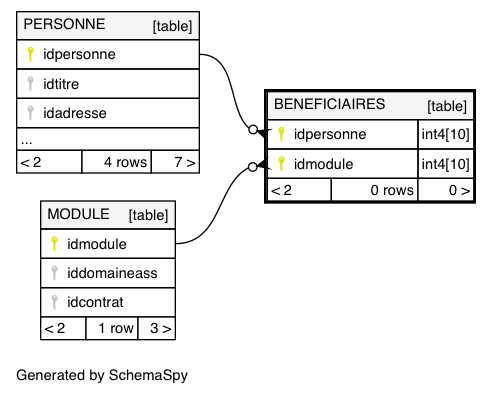 PERSONNE [table]
idpersonne
idtitre
idadresse
...
< 2 4 rows 7 >
BENEFICIAIRES [table]
idpersonne int4[10]
idmodule int4[10]
< 2 0 rows 0 >
MODULE [table]
idmodule
iddomaineass
idcontrat
< 2 1 row 3 >
Generated by SchemaSpy